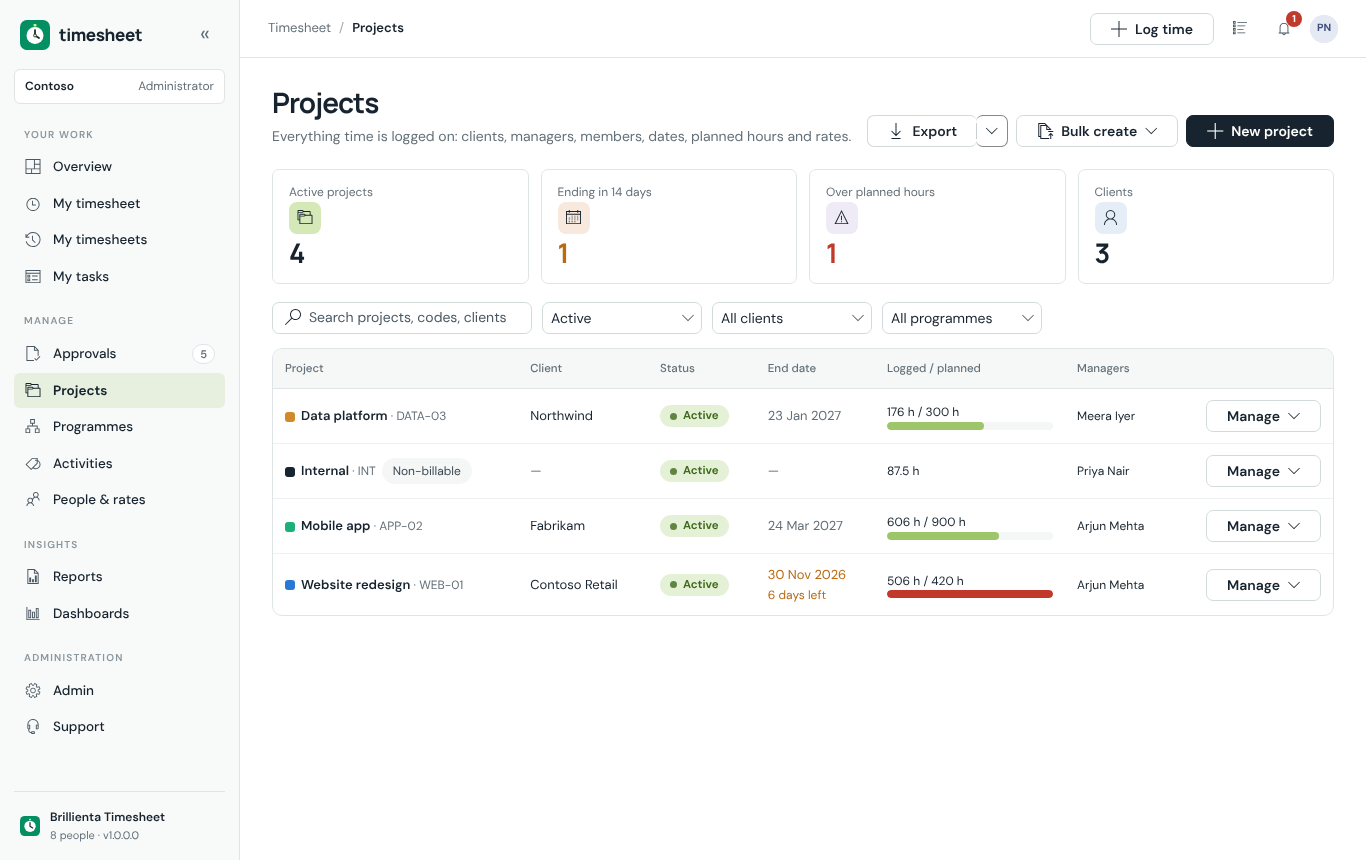 timesheet
Contoso Administrator
YOUR WORK
Overview
My timesheet
My timesheets
My tasks
MANAGE
Approvals 5
Projects
Programmes
Activities
People & rates
INSIGHTS
Reports
Dashboards
ADMINISTRATION
Admin
Support
Brillienta Timesheet
8 people · v1.0.0.0
Timesheet / Projects
Log time
1
PN
Projects
Everything time is logged on: clients, managers, members, dates, planned hours and rates.
Export
Bulk create
New project
Active projects
4
Ending in 14 days
1
Over planned hours
1
Clients
3
Search projects, codes, clients
Active
All clients
All programmes
Project Client Status End date Logged / planned Managers
Data platform · DATA-03 Northwind Active 23 Jan 2027 176 h / 300 h Meera Iyer Manage
Internal · INT Non-billable — Active — 87.5 h Priya Nair Manage
Mobile app · APP-02 Fabrikam Active 24 Mar 2027 606 h / 900 h Arjun Mehta Manage
Website redesign · WEB-01 Contoso Retail Active 30 Nov 2026 506 h / 420 h Arjun Mehta Manage
6 days left